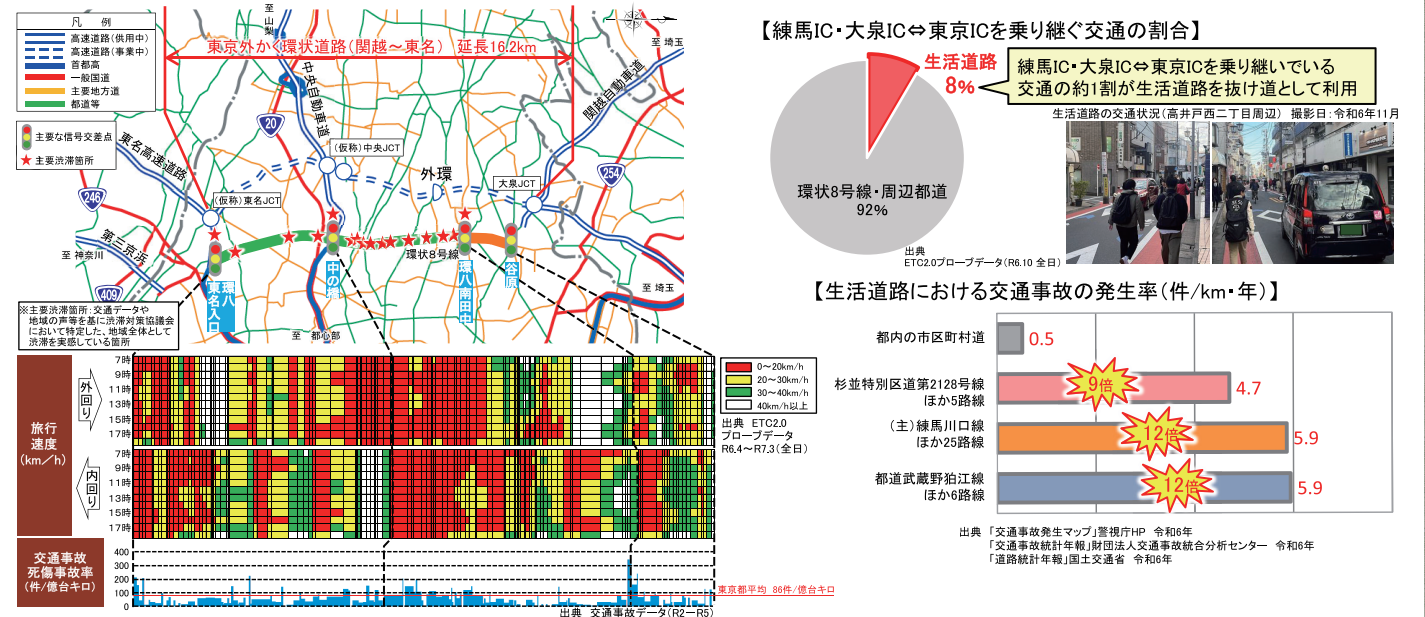 凡　例
高速道路（供用中）
高速道路（事業中）
首都高
一般国道
主要地方道
都道等
主要な信号交差点
★ 主要渋滞箇所
至 山梨
至 埼玉
東京外かく環状道路（関越～東名）　延長16.2km
中央自動車道
関越自動車道
東名高速道路
20
（仮称）中央JCT
外環
大泉JCT
254
246
（仮称）東名JCT
第三京浜
至 神奈川
環状8号線
409
環八東名入口
中の橋
環八南田中
谷原
至 埼玉
至　都心部
※主要渋滞箇所：交通データや
地域の声等を基に渋滞対策協議会
において特定した、地域全体として
渋滞を実感している箇所
旅行
速度
（km／h）
外回り
7時
9時
11時
13時
15時
17時
内回り
7時
9時
11時
13時
15時
17時
0～20km/h
20～30km/h
30～40km/h
40km/h以上
出典　ETC2.0
プローブデータ
R6.4～R7.3（全日）
交通事故
死傷事故率
（件/億台キロ）
400
300
200
100
0
東京都平均　86件/億台キロ
出典　交通事故データ（R2－R5）
【練馬IC・大泉IC⇔東京ICを乗り継ぐ交通の割合】
生活道路
8%
練馬IC・大泉IC⇔東京ICを乗り継いでいる
交通の約1割が生活道路を抜け道として利用
環状8号線・周辺都道
92%
出典
ETC2.0プローブデータ（R6.10 全日）
生活道路の交通状況（高井戸西二丁目周辺）　撮影日：令和6年11月
【生活道路における交通事故の発生率（件/km・年）】
都内の市区町村道
0.5
杉並特別区道第2128号線
ほか5路線
9倍
4.7
（主）練馬川口線
ほか25路線
12倍
5.9
都道武蔵野狛江線
ほか6路線
12倍
5.9
出典　「交通事故発生マップ」警視庁HP　令和6年
「交通事故統計年報」財団法人交通事故統合分析センター　令和6年
「道路統計年報」国土交通省　令和6年